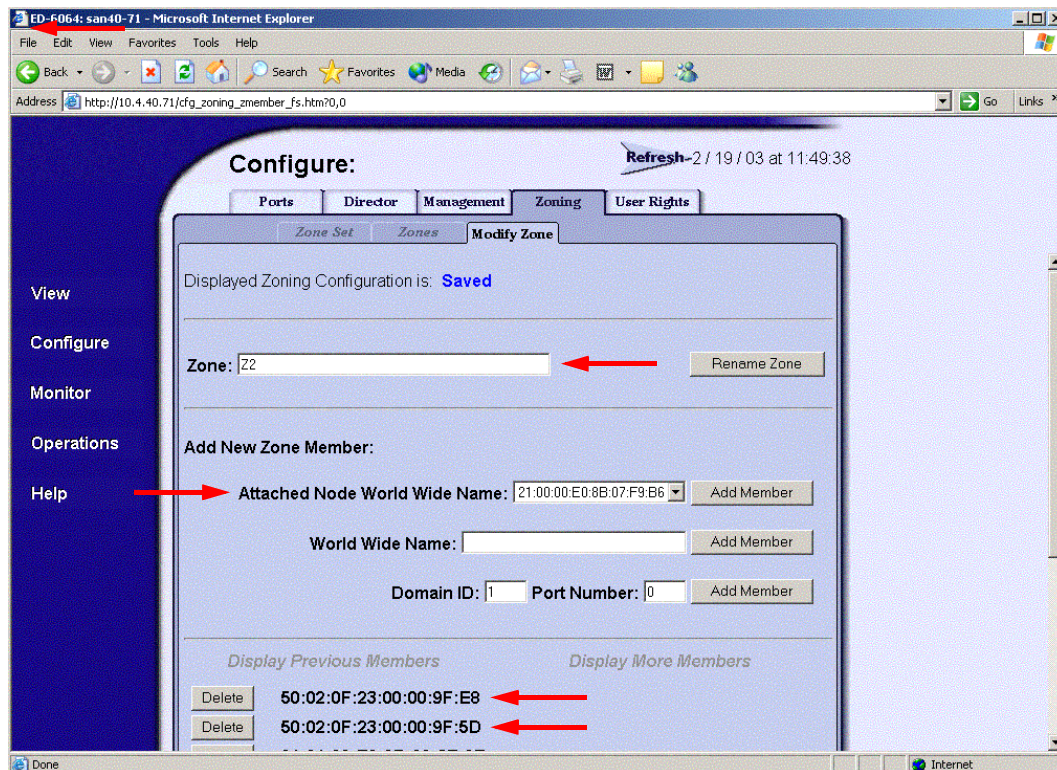 ED-6064: san40-71 - Microsoft Internet Explorer
File Edit View Favorites Tools Help
Back Search Favorites Media
Address http://10.4.40.71/cfg_zoning_zmember_fs.htm?0,0 Go Links »
Configure: Refresh-2 / 19 / 03 at 11:49:38
Ports Director Management Zoning User Rights
Zone Set Zones Modify Zone
Displayed Zoning Configuration is: Saved
View
Configure
Zone: Z2 Rename Zone
Monitor
Operations
Add New Zone Member:
Help
Attached Node World Wide Name: 21:00:00:E0:8B:07:F9:B6 Add Member
World Wide Name: Add Member
Domain ID: 1 Port Number: 0 Add Member
Display Previous Members Display More Members
Delete 50:02:0F:23:00:00:9F:E8
Delete 50:02:0F:23:00:00:9F:5D
Done Internet